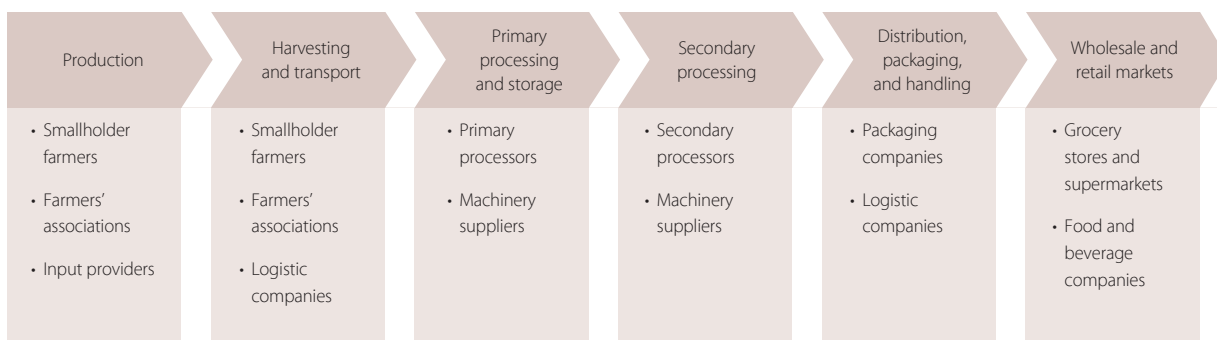 Production
Harvesting
and transport
Primary
processing
and storage
Secondary
processing
Distribution,
packaging,
and handling
Wholesale and
retail markets
• Smallholder
farmers
• Farmers'
associations
• Input providers
• Smallholder
farmers
• Farmers'
associations
• Logistic
companies
• Primary
processors
• Machinery
suppliers
• Secondary
processors
• Machinery
suppliers
• Packaging
companies
• Logistic
companies
• Grocery
stores and
supermarkets
• Food and
beverage
companies